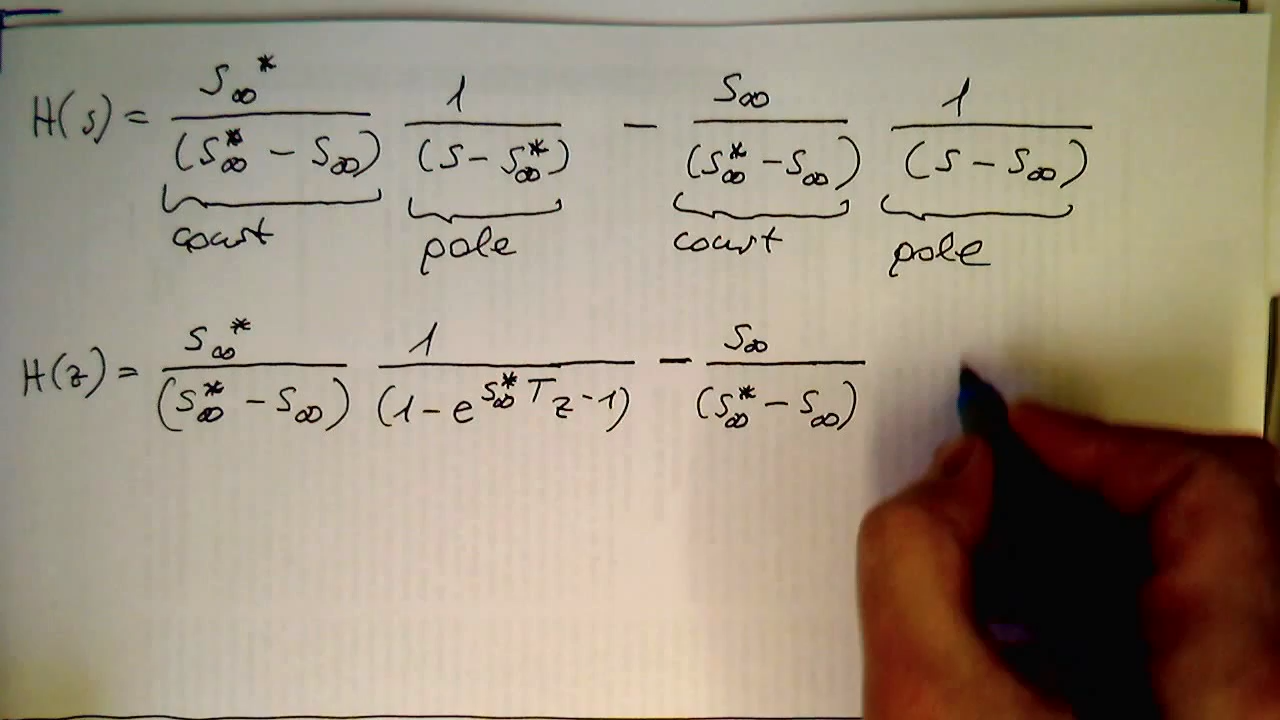 H(s) = S∞* / (S∞* - S∞) 1 / (S - S∞*) - S∞ / (S∞* - S∞) 1 / (S - S∞)
const pole const pole
H(z) = S∞* / (S∞* - S∞) 1 / (1 - e^{S∞* T} z^{-1}) - S∞ / (S∞* - S∞)